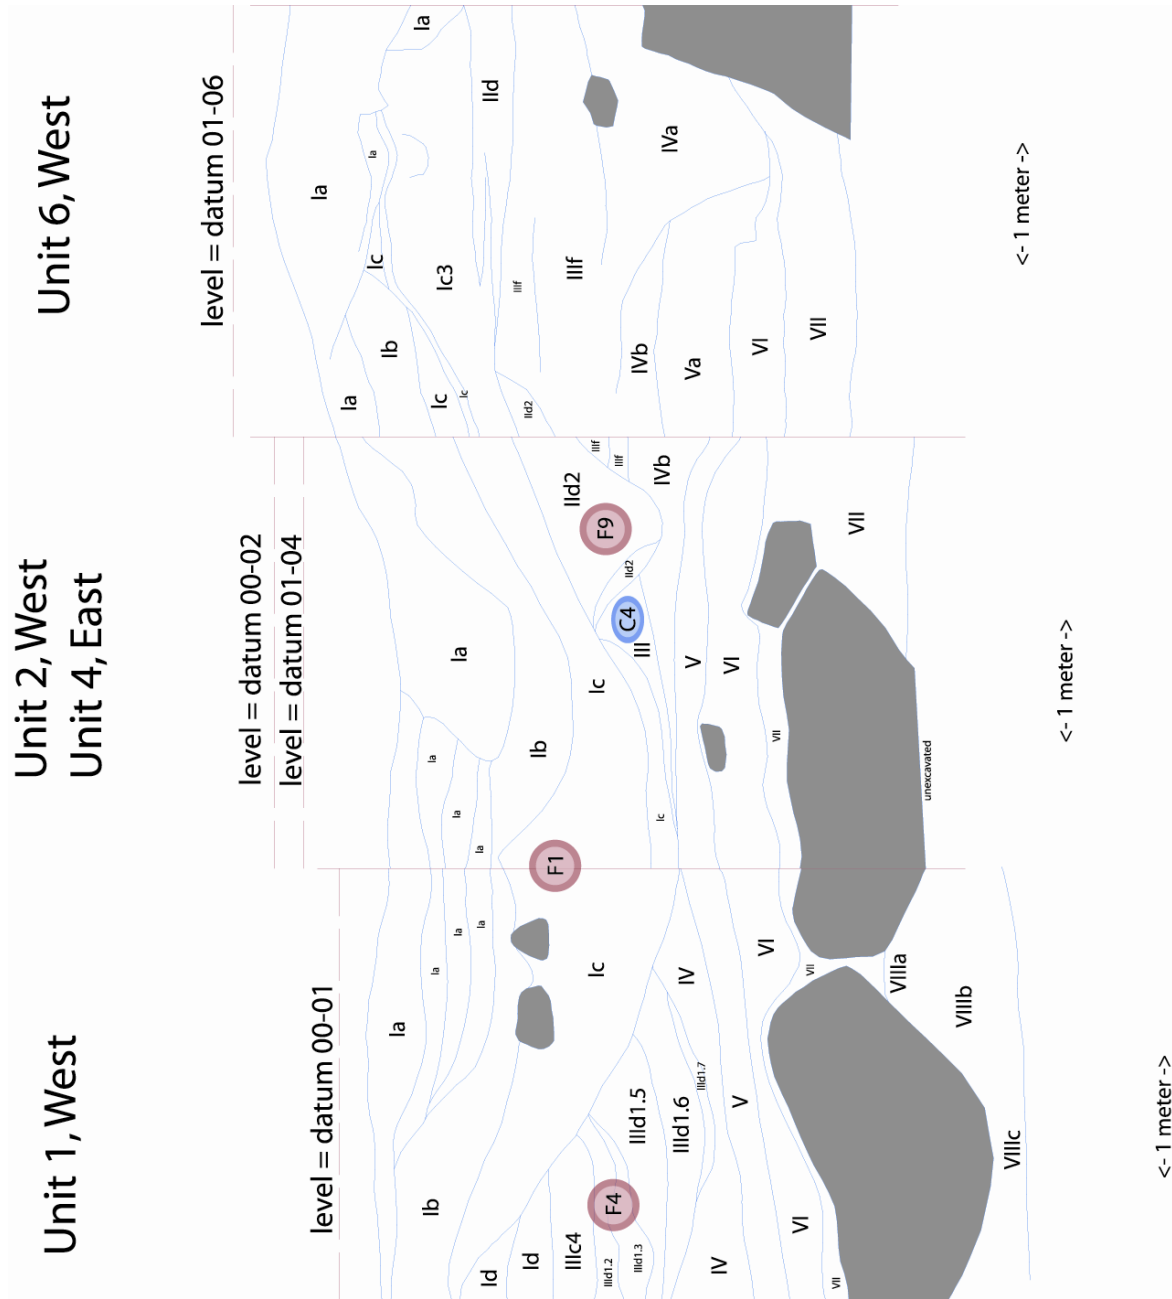 Unit 1, West
level = datum 00-01
Ia
Ia
Ia
Ia
Ib
Id
Id
Ic
IIIc4
IIId1.2
F4
IIId1.3
IIId1.5
IIId1.6
IIId1.7
IV
IV
V
VI
VI
VII
VII
VIIIa
VIIIb
VIIIc
<- 1 meter ->
Unit 2, West
Unit 4, East
level = datum 00-02
level = datum 01-04
Ia
Ia
Ia
Ia
Ib
F1
Ic
Ic
IId2
F9
IId2
IIIf
IIIf
C4
III
IVb
V
VI
VII
VII
unexcavated
<- 1 meter ->
Unit 6, West
level = datum 01-06
Ia
Ia
Ia
Ia
Ic
Ib
Ic
Ic
Ic3
IId
IId2
IIIf
IIIf
IVa
IVb
Va
VI
VII
<- 1 meter ->